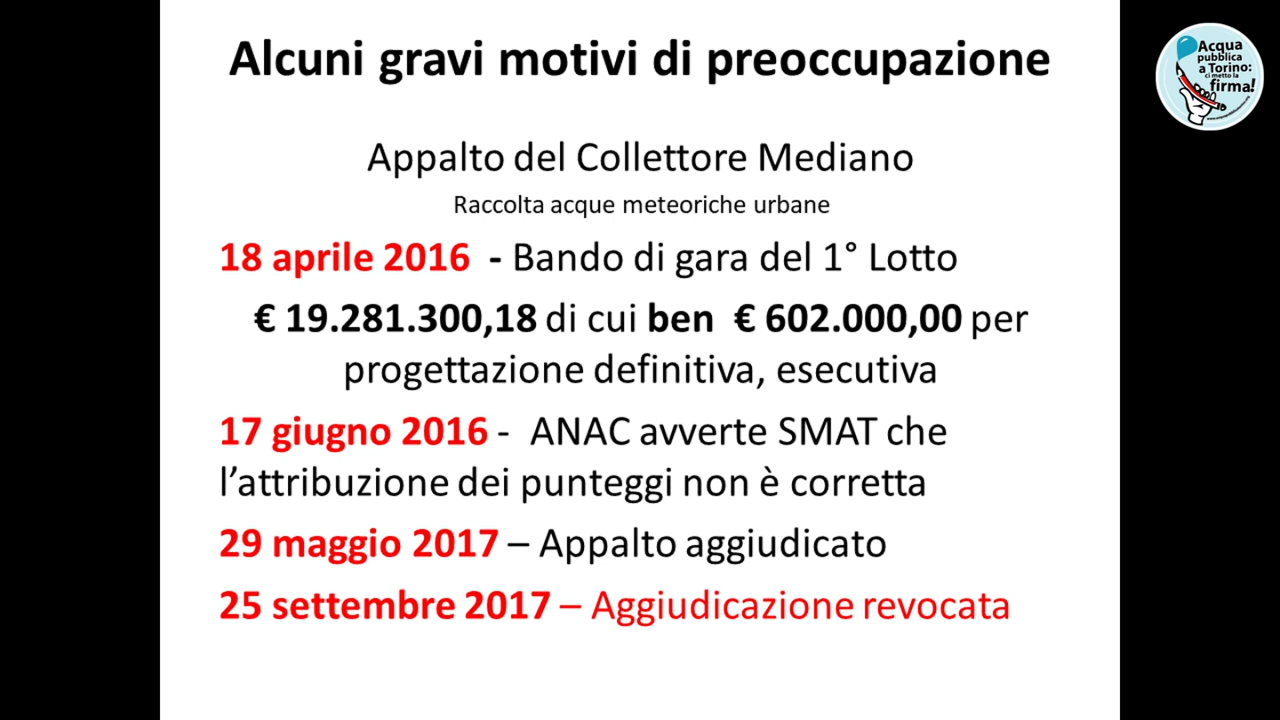 Alcuni gravi motivi di preoccupazione
Acqua
pubblica
a Torino:
ci metto la
firma!
Appalto del Collettore Mediano
Raccolta acque meteoriche urbane
18 aprile 2016 - Bando di gara del 1° Lotto
€ 19.281.300,18 di cui ben € 602.000,00 per
progettazione definitiva, esecutiva
17 giugno 2016 - ANAC avverte SMAT che
l’attribuzione dei punteggi non è corretta
29 maggio 2017 – Appalto aggiudicato
25 settembre 2017 – Aggiudicazione revocata